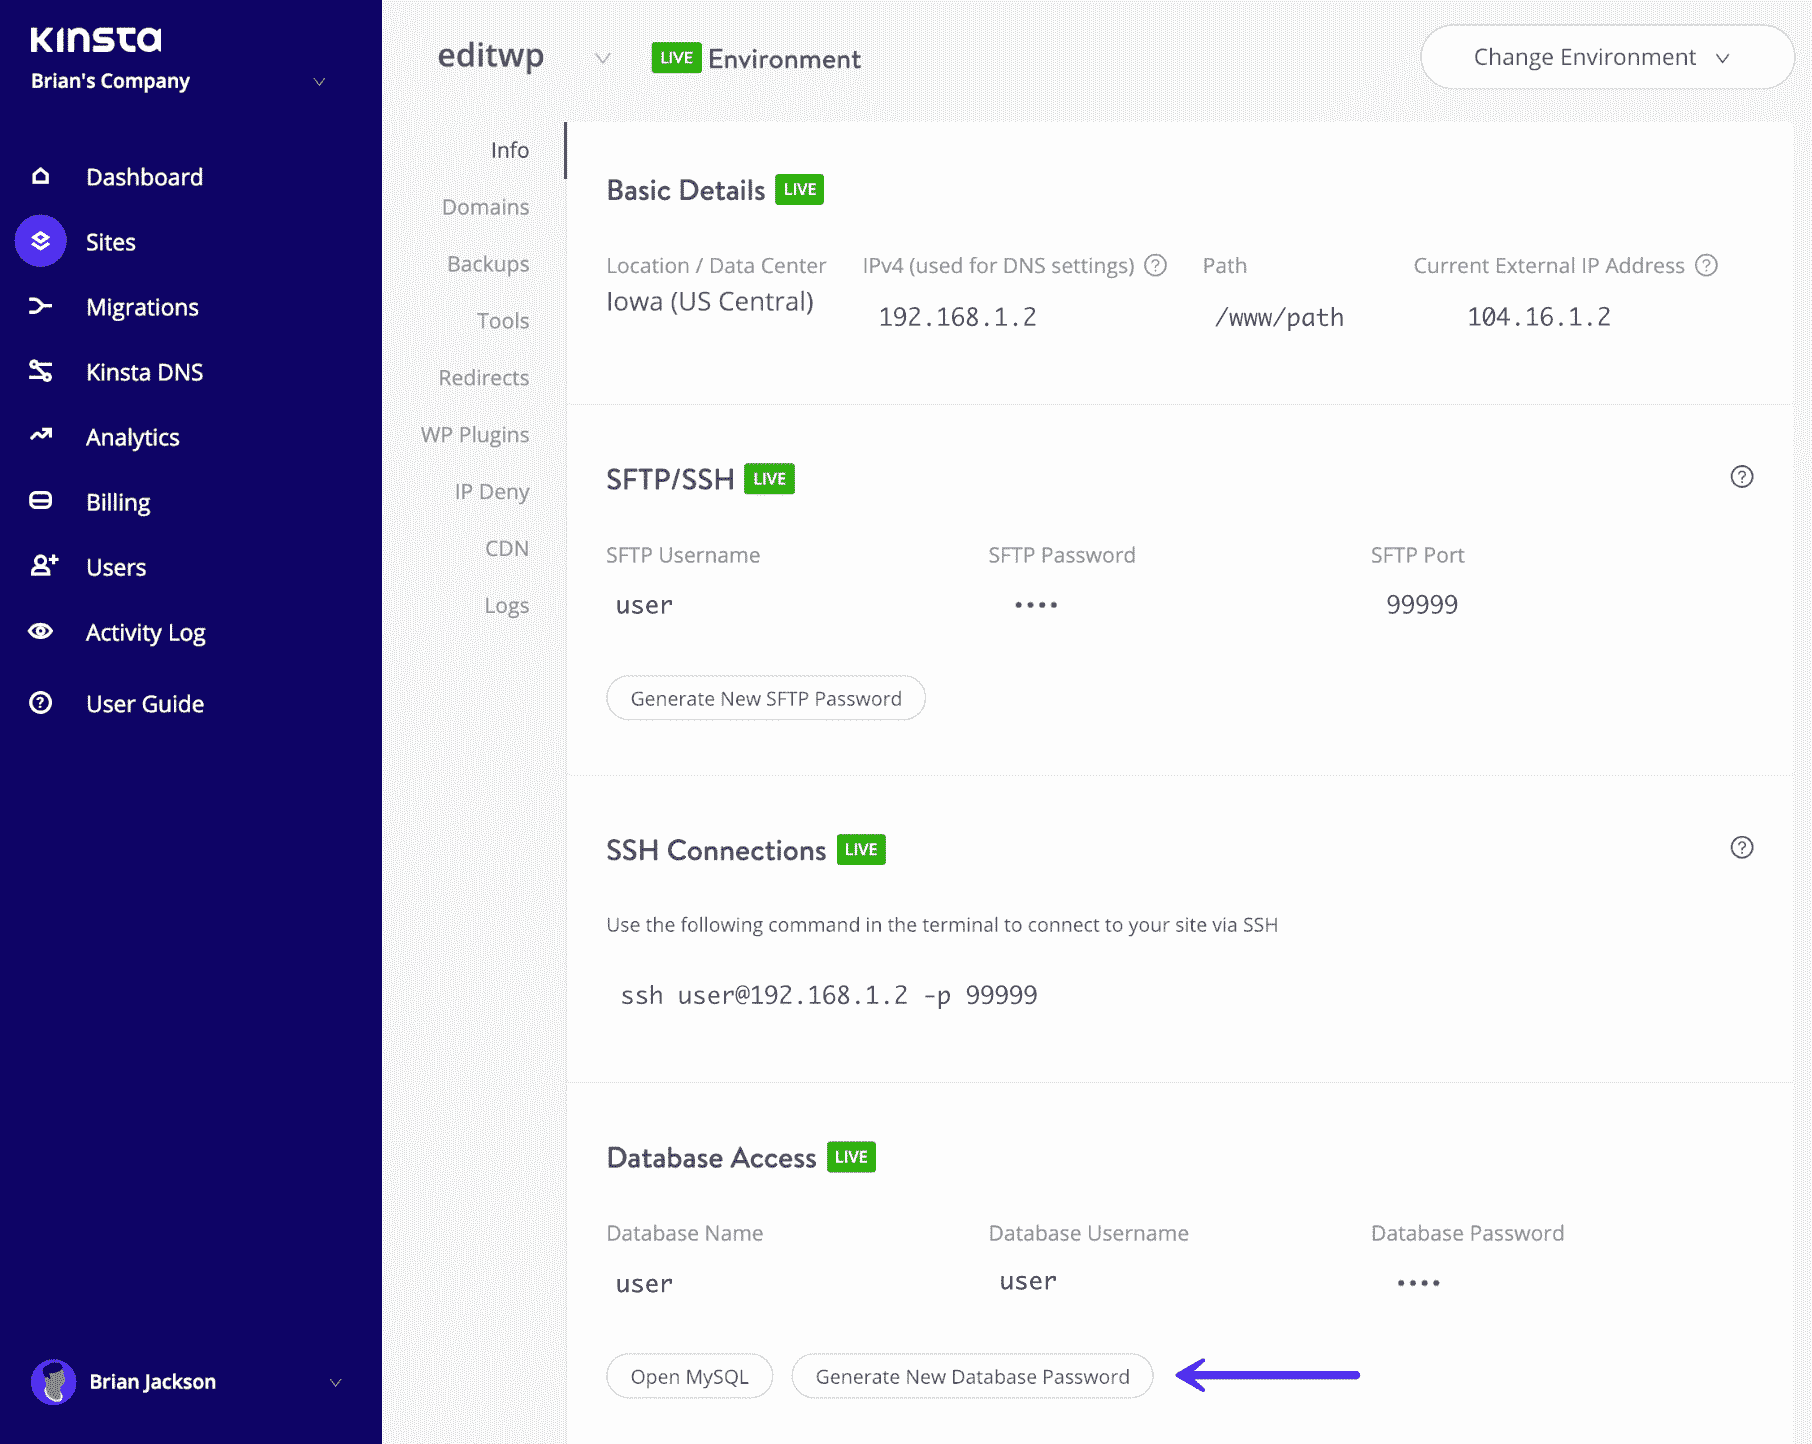 KINSTA
Brian's Company
Dashboard
Sites
Migrations
Kinsta DNS
Analytics
Billing
Users
Activity Log
User Guide
Brian Jackson
editwp LIVE Environment Change Environment
Info
Domains
Backups
Tools
Redirects
WP Plugins
IP Deny
CDN
Logs
Basic Details LIVE
Location / Data Center IPv4 (used for DNS settings) ? Path Current External IP Address ?
Iowa (US Central) 192.168.1.2 /www/path 104.16.1.2
SFTP/SSH LIVE ?
SFTP Username SFTP Password SFTP Port
user •••• 99999
Generate New SFTP Password
SSH Connections LIVE ?
Use the following command in the terminal to connect to your site via SSH
ssh user@192.168.1.2 -p 99999
Database Access LIVE
Database Name Database Username Database Password
user user ••••
Open MySQL Generate New Database Password